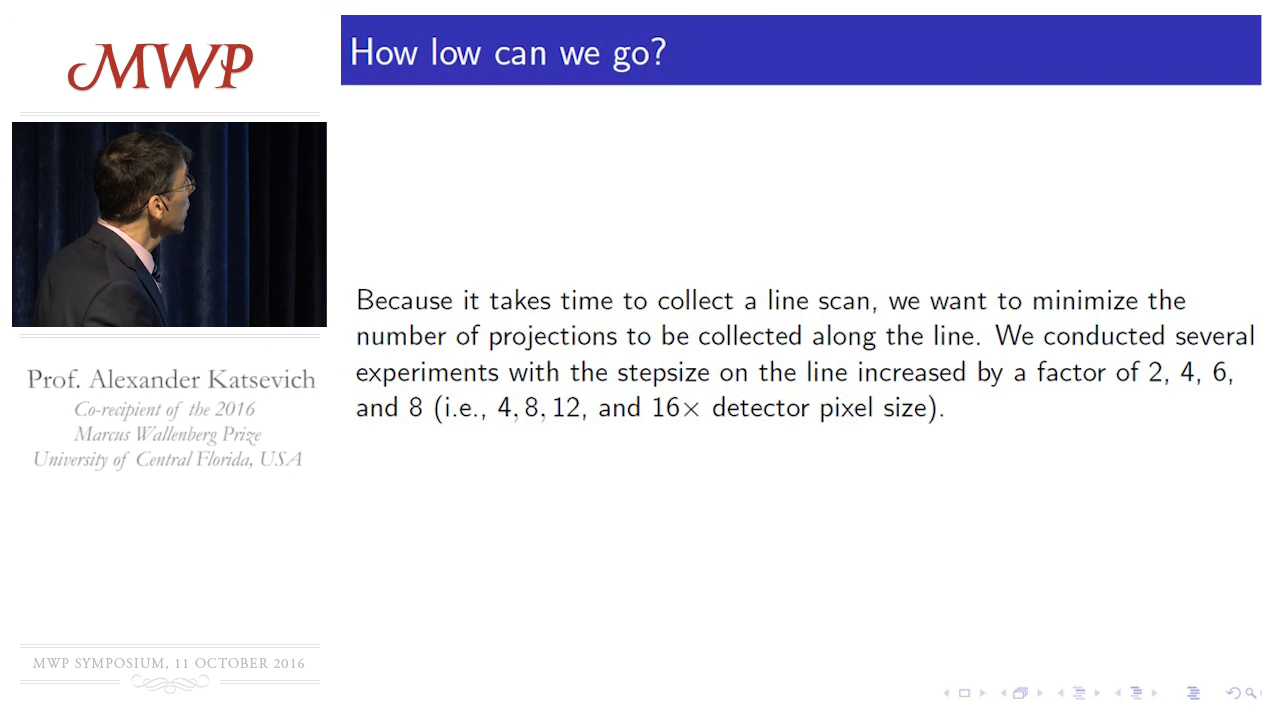 MWP
Prof. Alexander Katsevich
Co-recipient of the 2016
Marcus Wallenberg Prize
University of Central Florida, USA
MWP SYMPOSIUM, 11 OCTOBER 2016
How low can we go?
Because it takes time to collect a line scan, we want to minimize the
number of projections to be collected along the line. We conducted several
experiments with the stepsize on the line increased by a factor of 2, 4, 6,
and 8 (i.e., 4, 8, 12, and 16× detector pixel size).